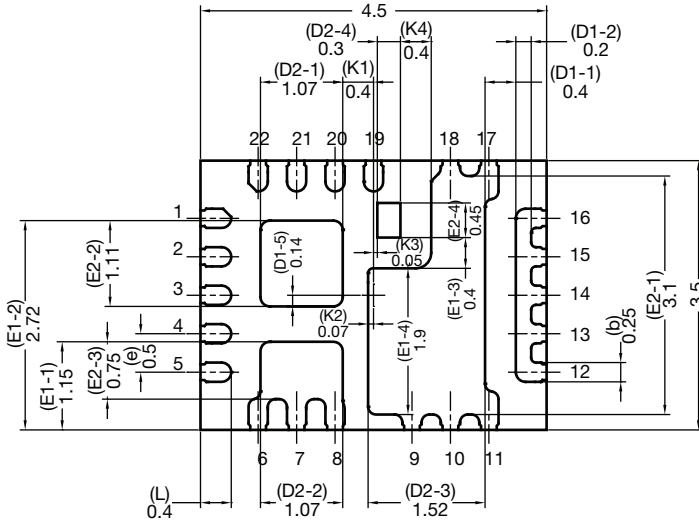 4.5
(D2-4)
0.3
(K4)
0.4
(D1-2)
0.2
(D2-1)
1.07
(K1)
0.4
(D1-1)
0.4
22
21
20
19
18
17
1
2
3
4
5
16
15
14
13
12
6
7
8
9
10
11
(E1-2)
2.72
(E2-2)
1.11
(E1-1)
1.15
(E2-3)
0.75
(e)
0.5
(D1-5)
0.14
(K2)
0.07
(K3)
0.05
(E2-4)
0.45
(E1-3)
0.4
(E1-4)
1.9
(b)
0.25
(E2-1)
3.1
3.5
(L)
0.4
(D2-2)
1.07
(D2-3)
1.52